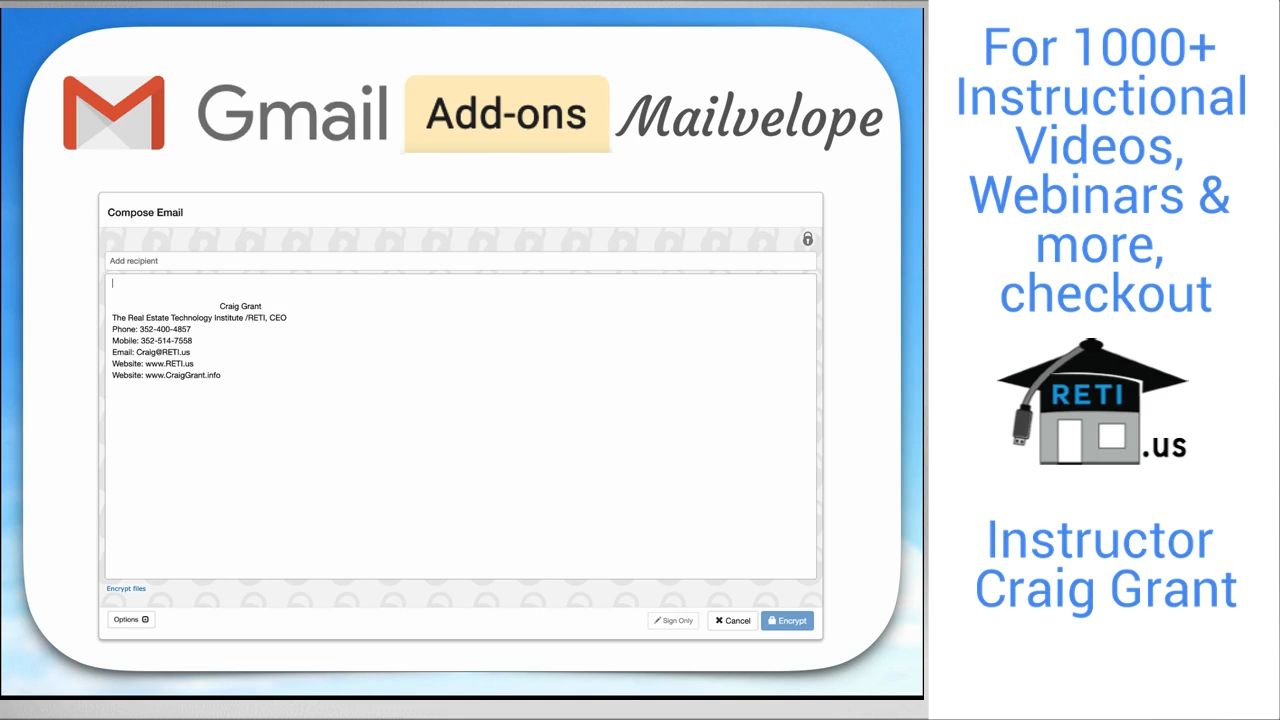 Gmail Add-ons Mailvelope
Compose Email
Add recipient
Craig Grant
The Real Estate Technology Institute /RETI, CEO
Phone: 352-400-4857
Mobile: 352-514-7558
Email: Craig@RETI.us
Website: www.RETI.us
Website: www.CraigGrant.info
Encrypt files
Options
Sign Only
Cancel
Encrypt
For 1000+
Instructional
Videos,
Webinars &
more,
checkout
RETI
.us
Instructor
Craig Grant